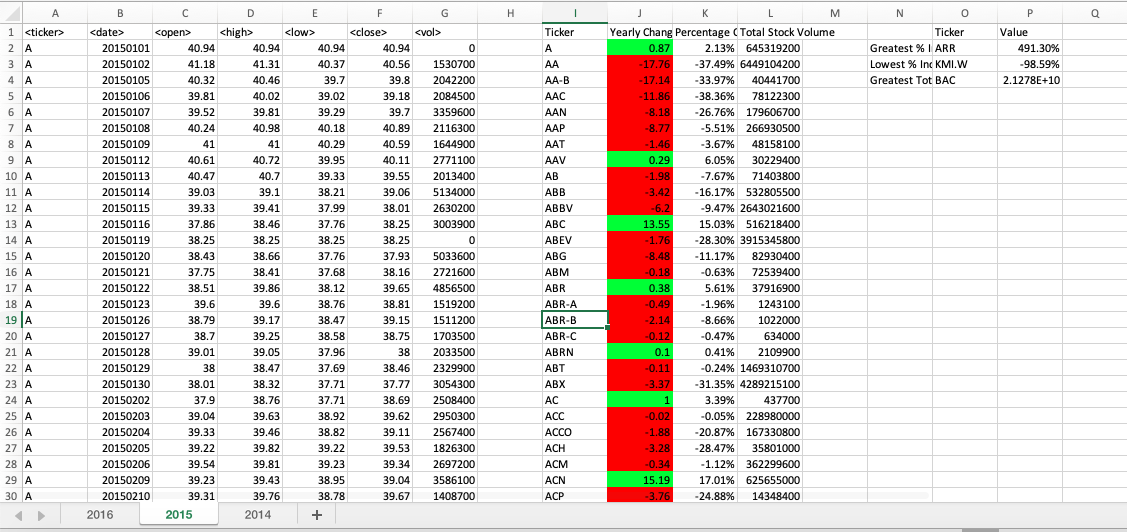 A B C D E F G H I J K L M N O P Q
1 <ticker> <date> <open> <high> <low> <close> <vol> Ticker Yearly Chang Percentage ( Total Stock Volume Ticker Value
2 A 20150101 40.94 40.94 40.94 40.94 0 A 0.87 2.13% 645319200 Greatest % I ARR 491.30%
3 A 20150102 41.18 41.31 40.37 40.56 1530700 AA -17.76 -37.49% 6449104200 Lowest % Inc KMI.W -98.59%
4 A 20150105 40.32 40.46 39.7 39.8 2042200 AA-B -17.14 -33.97% 40441700 Greatest Tot BAC 2.1278E+10
5 A 20150106 39.81 40.02 39.02 39.18 2084500 AAC -11.86 -38.36% 78122300
6 A 20150107 39.52 39.81 39.29 39.7 3359600 AAN -8.18 -26.76% 179606700
7 A 20150108 40.24 40.98 40.18 40.89 2116300 AAP -8.77 -5.51% 266930500
8 A 20150109 41 41 40.29 40.59 1644900 AAT -1.46 -3.67% 48158100
9 A 20150112 40.61 40.72 39.95 40.11 2771100 AAV 0.29 6.05% 30229400
10 A 20150113 40.47 40.7 39.33 39.55 2013400 AB -1.98 -7.67% 71403800
11 A 20150114 39.03 39.1 38.21 39.06 5134000 ABB -3.42 -16.17% 532805500
12 A 20150115 39.33 39.41 37.99 38.01 2630200 ABBV -6.2 -9.47% 2643021600
13 A 20150116 37.86 38.46 37.76 38.25 3003900 ABC 13.55 15.03% 516218400
14 A 20150119 38.25 38.25 38.25 38.25 0 ABEV -1.76 -28.30% 3915345800
15 A 20150120 38.43 38.66 37.76 37.93 5033600 ABG -8.48 -11.17% 82930400
16 A 20150121 37.75 38.41 37.68 38.16 2721600 ABM -0.18 -0.63% 72539400
17 A 20150122 38.51 39.86 38.12 39.65 4856500 ABR 0.38 5.61% 37916900
18 A 20150123 39.6 39.6 38.76 38.81 1519200 ABR-A -0.49 -1.96% 1243100
19 A 20150126 38.79 39.17 38.47 39.15 1511200 ABR-B -2.14 -8.66% 1022000
20 A 20150127 38.7 39.25 38.58 38.75 1703500 ABR-C -0.12 -0.47% 634000
21 A 20150128 39.01 39.05 37.96 38 2033500 ABRN 0.1 0.41% 2109900
22 A 20150129 38 38.47 37.69 38.46 2329900 ABT -0.11 -0.24% 1469310700
23 A 20150130 38.01 38.32 37.71 37.77 3054300 ABX -3.37 -31.35% 4289215100
24 A 20150202 37.9 38.76 37.71 38.69 2508400 AC 1 3.39% 437700
25 A 20150203 39.04 39.63 38.92 39.62 2950300 ACC -0.02 -0.05% 228980000
26 A 20150204 39.33 39.46 38.82 39.11 2567400 ACCO -1.88 -20.87% 167330800
27 A 20150205 39.22 39.82 39.22 39.53 1826300 ACH -3.28 -28.47% 35801000
28 A 20150206 39.54 39.81 39.23 39.34 2697200 ACM -0.34 -1.12% 362299600
29 A 20150209 39.23 39.43 38.95 39.04 3586100 ACN 15.19 17.01% 625655000
30 A 20150210 39.31 39.76 38.78 39.67 1408700 ACP -3.76 -24.88% 14348400
2016 2015 2014 +